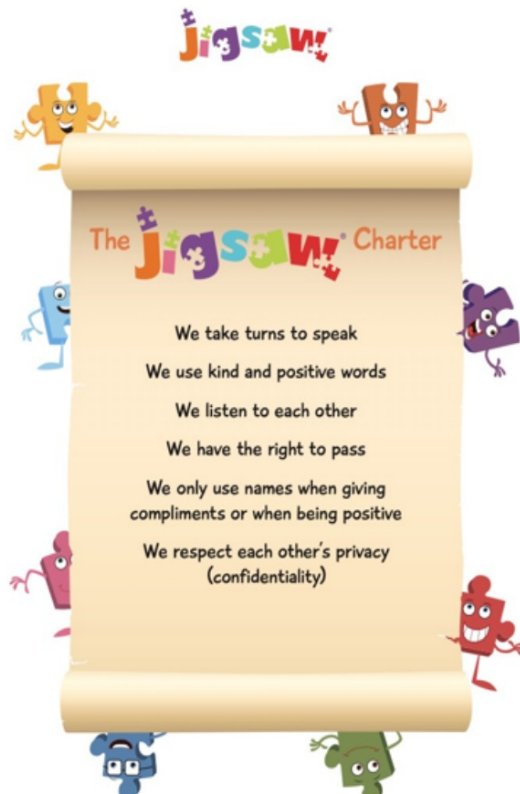 jigsaw®
The jigsaw® Charter
We take turns to speak
We use kind and positive words
We listen to each other
We have the right to pass
We only use names when giving
compliments or when being positive
We respect each other's privacy
(confidentiality)